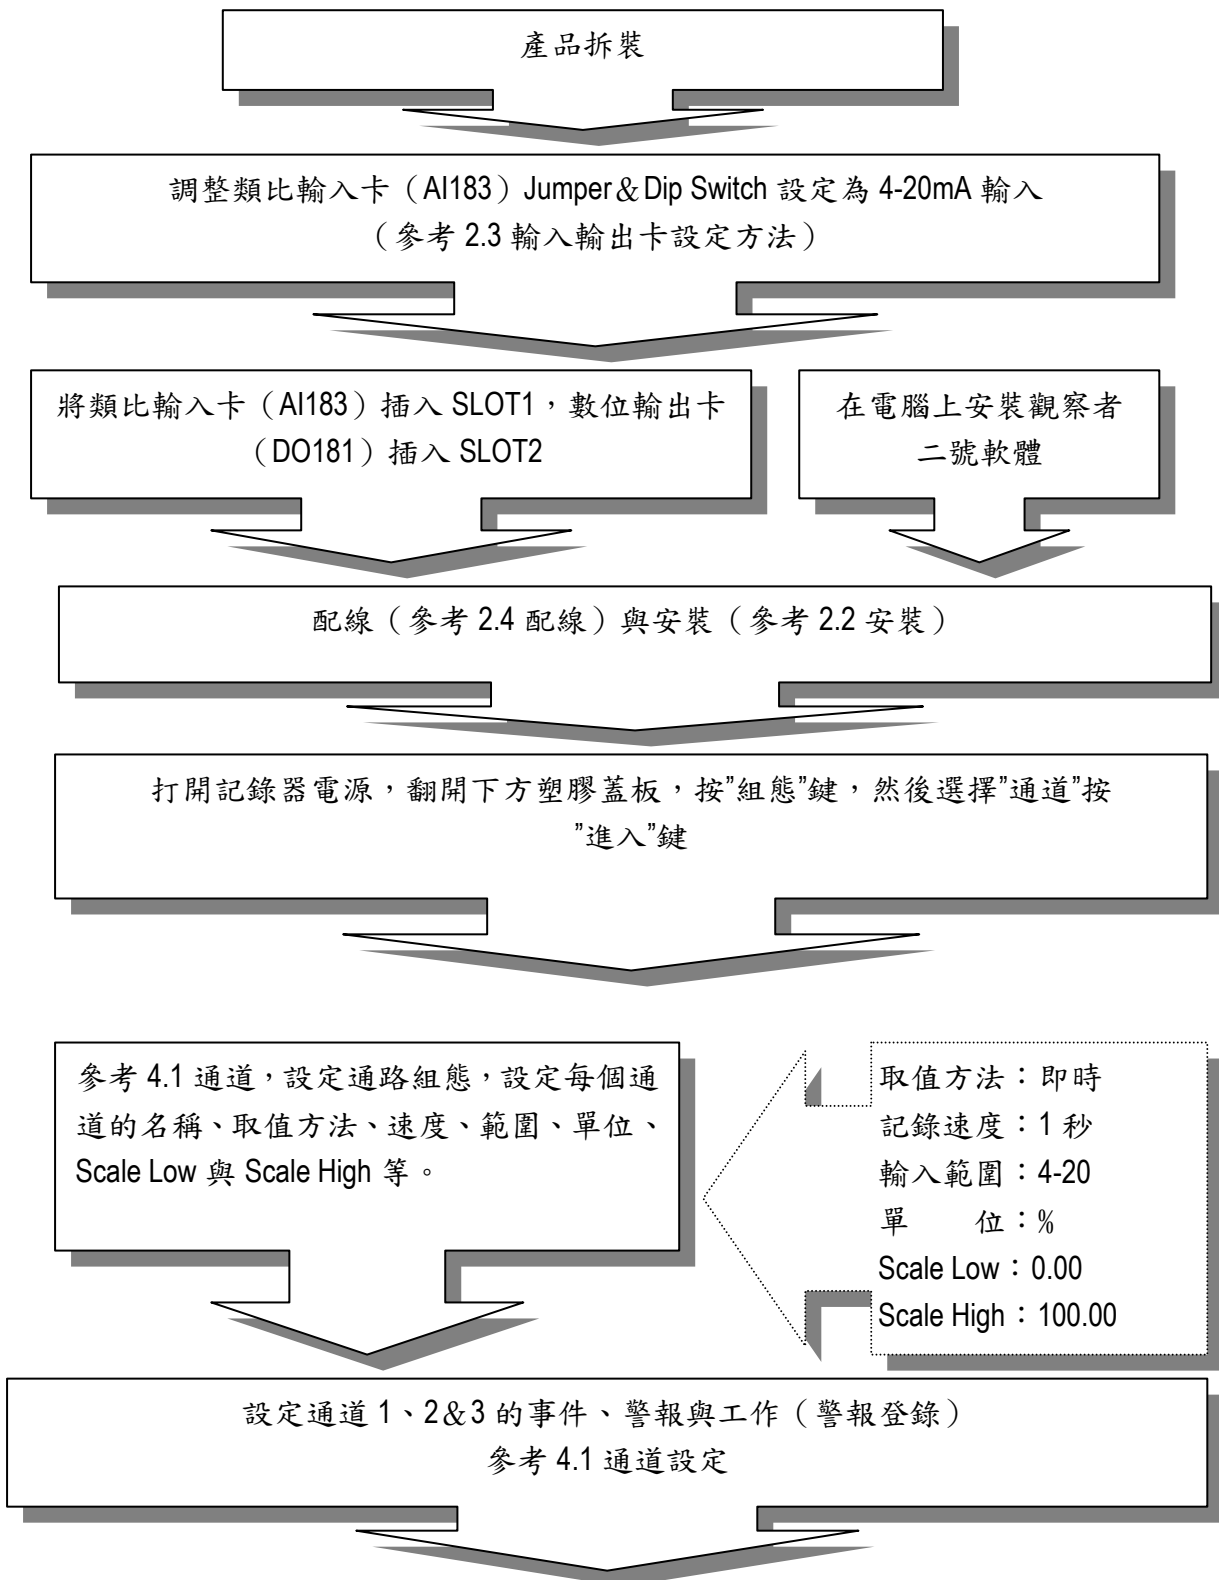 產品拆裝
調整類比輸入卡（AI183）Jumper＆Dip Switch 設定為 4-20mA 輸入
（參考 2.3 輸入輸出卡設定方法）
將類比輸入卡（AI183）插入 SLOT1，數位輸出卡
（DO181）插入 SLOT2
在電腦上安裝觀察者
二號軟體
配線（參考 2.4 配線）與安裝（參考 2.2 安裝）
打開記錄器電源，翻開下方塑膠蓋板，按”組態”鍵，然後選擇”通道”按
”進入”鍵
參考 4.1 通道，設定通路組態，設定每個通
道的名稱、取值方法、速度、範圍、單位、
Scale Low 與 Scale High 等。
取值方法：即時
記錄速度：1 秒
輸入範圍：4-20
單　　位：%
Scale Low：0.00
Scale High：100.00
設定通道 1、2＆3 的事件、警報與工作（警報登錄）
參考 4.1 通道設定